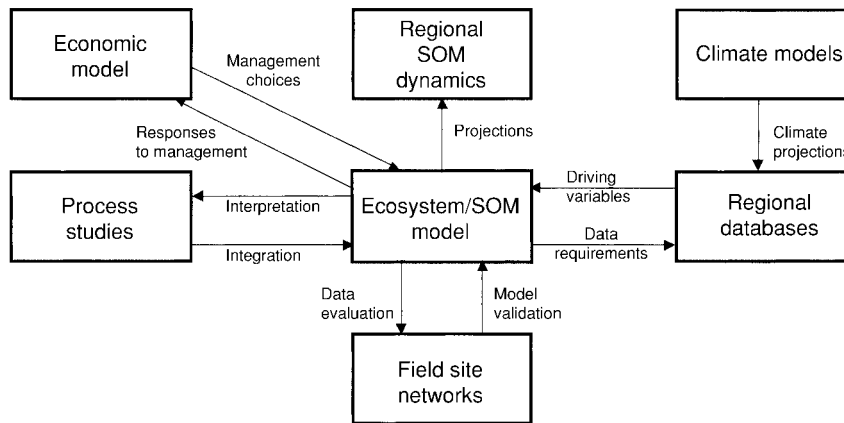 Economic
model
Regional
SOM
dynamics
Climate models
Management
choices
Responses
to management
Projections
Climate
projections
Process
studies
Interpretation
Integration
Ecosystem/SOM
model
Driving
variables
Data
requirements
Regional
databases
Data
evaluation
Model
validation
Field site
networks